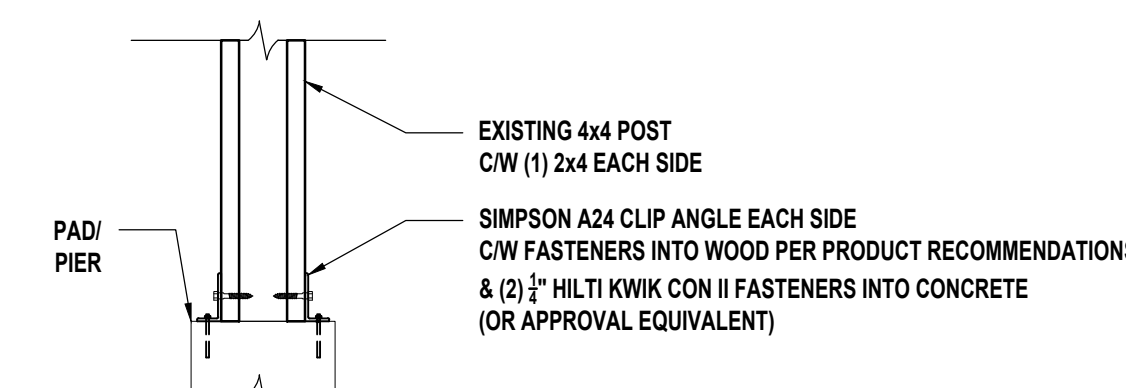 EXISTING 4x4 POST
C/W (1) 2x4 EACH SIDE
PAD/
PIER
SIMPSON A24 CLIP ANGLE EACH SIDE
C/W FASTENERS INTO WOOD PER PRODUCT RECOMMENDATIONS
& (2) 1/4" HILTI KWIK CON II FASTENERS INTO CONCRETE
(OR APPROVAL EQUIVALENT)